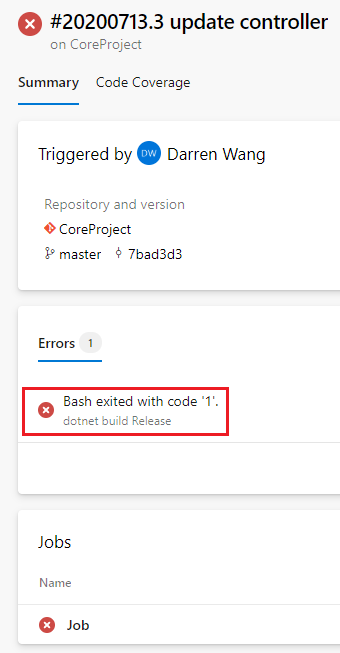 #20200713.3 update controller
on CoreProject
Summary Code Coverage
Triggered by DW Darren Wang
Repository and version
CoreProject
master 7bad3d3
Errors 1
Bash exited with code '1'.
dotnet build Release
Jobs
Name
Job